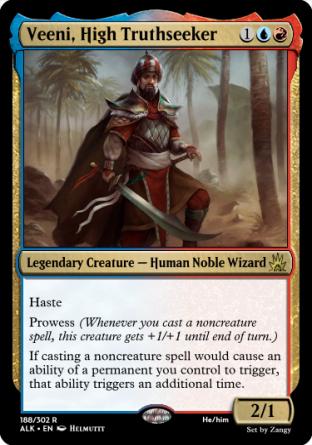 Veeni, High Truthseeker 1
Legendary Creature — Human Noble Wizard
Haste
Prowess (Whenever you cast a noncreature
spell, this creature gets +1/+1 until end of turn.)
If casting a noncreature spell would cause an
ability of a permanent you control to trigger,
that ability triggers an additional time.
2/1
188/302 R He/him
ALK • EN HELMUTTT Set by Zangy